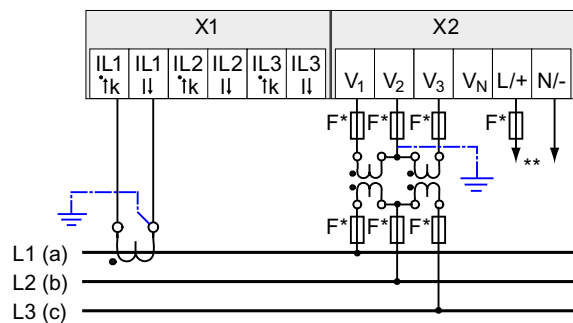 X1 X2
IL1 IL1 IL2 IL2 IL3 IL3 V1 V2 V3 VN L/+ N/-
k l k l k l
F* F* F* F*
**
F* F* F*
L1 (a)
L2 (b)
L3 (c)